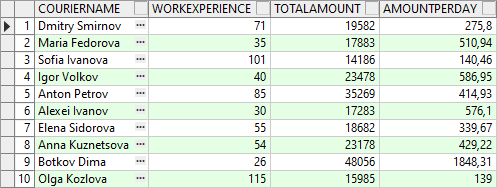 COURIERNAME WORKEXPERIENCE TOTALAMOUNT AMOUNTPERDAY
1 Dmitry Smirnov ... 71 19582 275,8
2 Maria Fedorova ... 35 17883 510,94
3 Sofia Ivanova ... 101 14186 140,46
4 Igor Volkov ... 40 23478 586,95
5 Anton Petrov ... 85 35269 414,93
6 Alexei Ivanov ... 30 17283 576,1
7 Elena Sidorova ... 55 18682 339,67
8 Anna Kuznetsova ... 54 23178 429,22
9 Botkov Dima ... 26 48056 1848,31
10 Olga Kozlova ... 115 15985 139